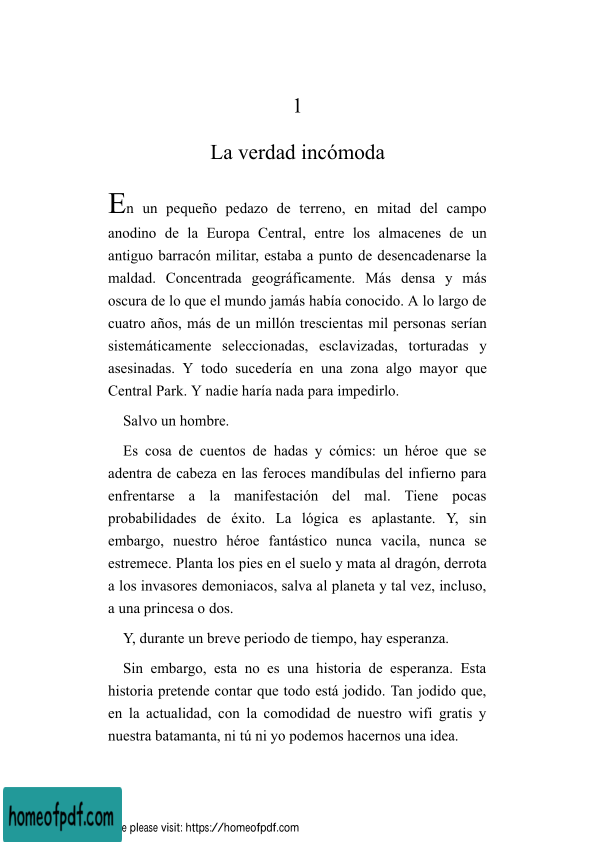 1
La verdad incómoda
En un pequeño pedazo de terreno, en mitad del campo
anodino de la Europa Central, entre los almacenes de un
antiguo barracón militar, estaba a punto de desencadenarse la
maldad. Concentrada geográficamente. Más densa y más
oscura de lo que el mundo jamás había conocido. A lo largo de
cuatro años, más de un millón trescientas mil personas serían
sistemáticamente seleccionadas, esclavizadas, torturadas y
asesinadas. Y todo sucedería en una zona algo mayor que
Central Park. Y nadie haría nada para impedirlo.
Salvo un hombre.
Es cosa de cuentos de hadas y cómics: un héroe que se
adentra de cabeza en las feroces mandíbulas del infierno para
enfrentarse a la manifestación del mal. Tiene pocas
probabilidades de éxito. La lógica es aplastante. Y, sin
embargo, nuestro héroe fantástico nunca vacila, nunca se
estremece. Planta los pies en el suelo y mata al dragón, derrota
a los invasores demoniacos, salva al planeta y tal vez, incluso,
a una princesa o dos.
Y, durante un breve periodo de tiempo, hay esperanza.
Sin embargo, esta no es una historia de esperanza. Esta
historia pretende contar que todo está jodido. Tan jodido que,
en la actualidad, con la comodidad de nuestro wifi gratis y
nuestra batamanta, ni tú ni yo podemos hacernos una idea.
homeofpdf.com
please visit: https://homeofpdf.com